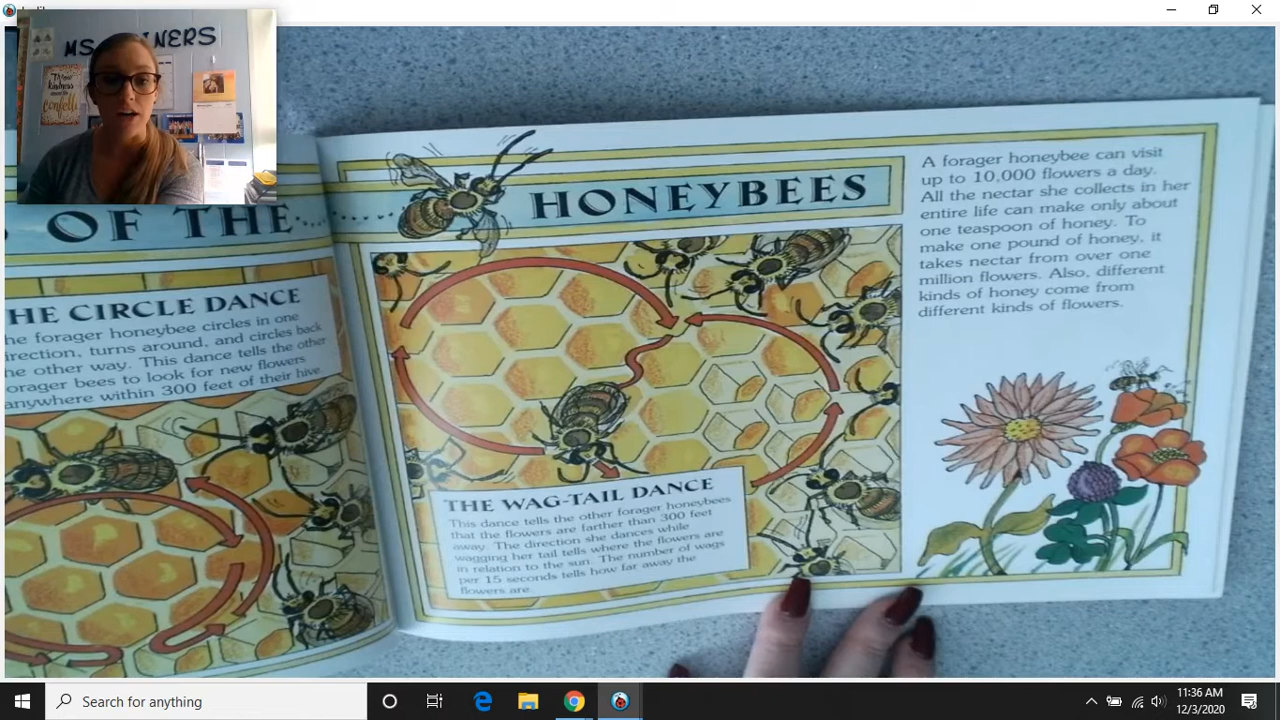 MS.
NERS
kindness
confetti
OF THE
HE CIRCLE DANCE
he forager honeybee circles in one
irection, turns around, and circles back
he other way. This dance tells the other
orager bees to look for new flowers
anywhere within 300 feet of their hive.
HONEYBEES
THE WAG-TAIL DANCE
This dance tells the other forager honeybees
that the flowers are farther than 300 feet
away. The direction she dances while
wagging her tail tells where the flowers are
in relation to the sun. The number of wags
per 15 seconds tells how far away the
flowers are.
A forager honeybee can visit
up to 10,000 flowers a day.
All the nectar she collects in her
entire life can make only about
one teaspoon of honey. To
make one pound of honey, it
takes nectar from over one
million flowers. Also, different
kinds of honey come from
different kinds of flowers.
Search for anything
11:36 AM
12/3/2020